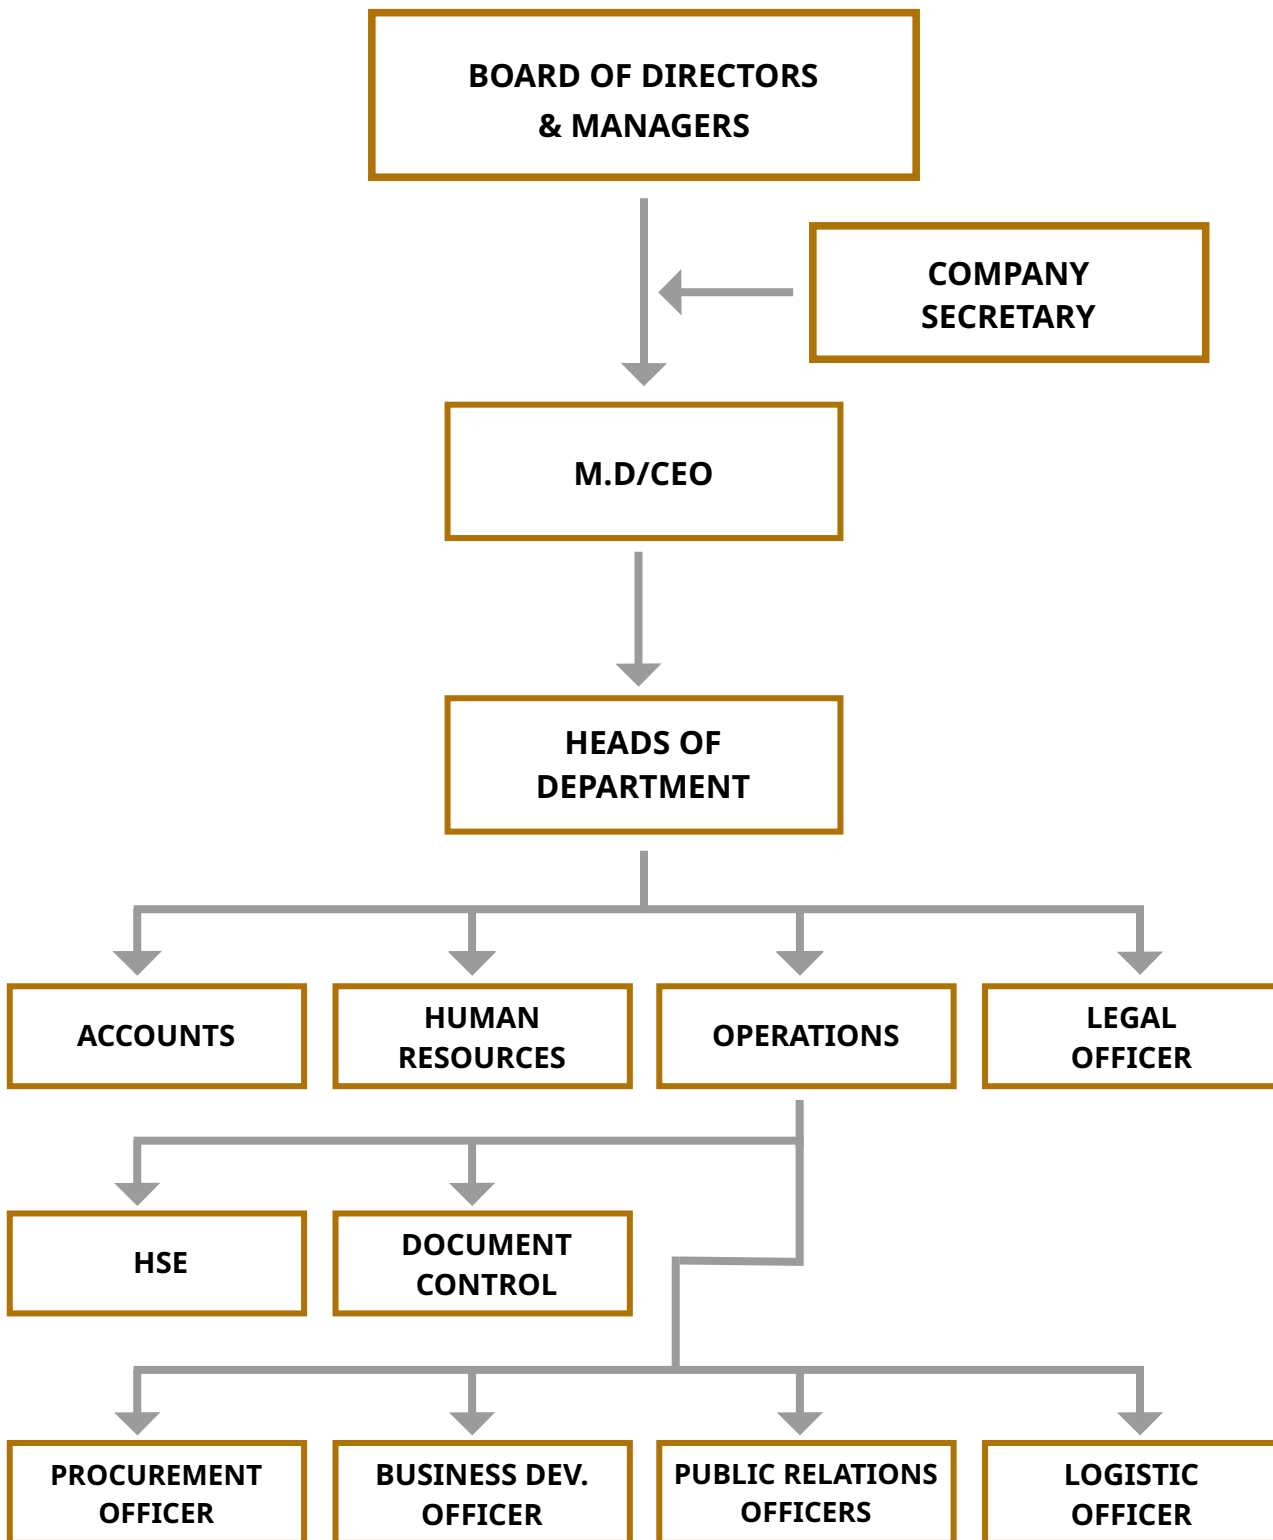 BOARD OF DIRECTORS
& MANAGERS
COMPANY
SECRETARY
M.D/CEO
HEADS OF
DEPARTMENT
ACCOUNTS
HUMAN
RESOURCES
OPERATIONS
LEGAL
OFFICER
HSE
DOCUMENT
CONTROL
PROCUREMENT
OFFICER
BUSINESS DEV.
OFFICER
PUBLIC RELATIONS
OFFICERS
LOGISTIC
OFFICER